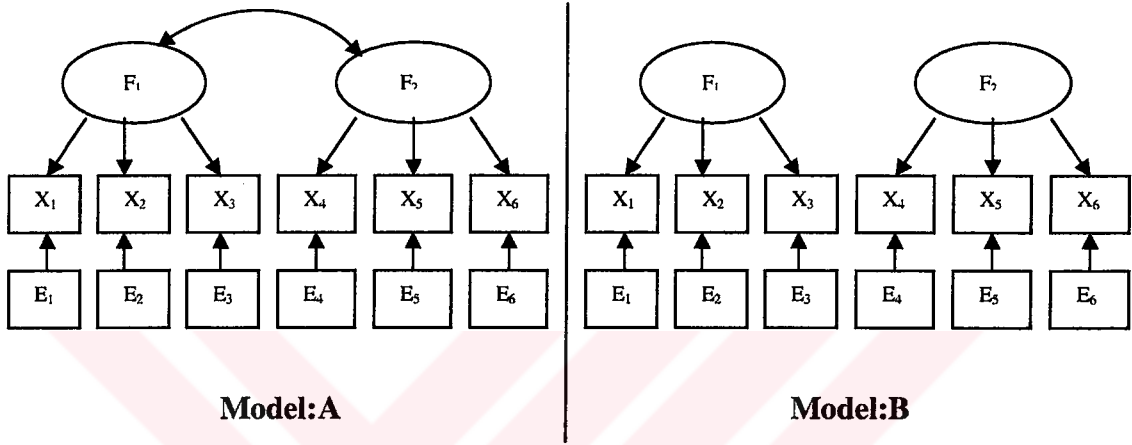 F₁ F₂ F₁ F₂
X₁ X₂ X₃ X₄ X₅ X₆ X₁ X₂ X₃ X₄ X₅ X₆
E₁ E₂ E₃ E₄ E₅ E₆ E₁ E₂ E₃ E₄ E₅ E₆
Model:A Model:B